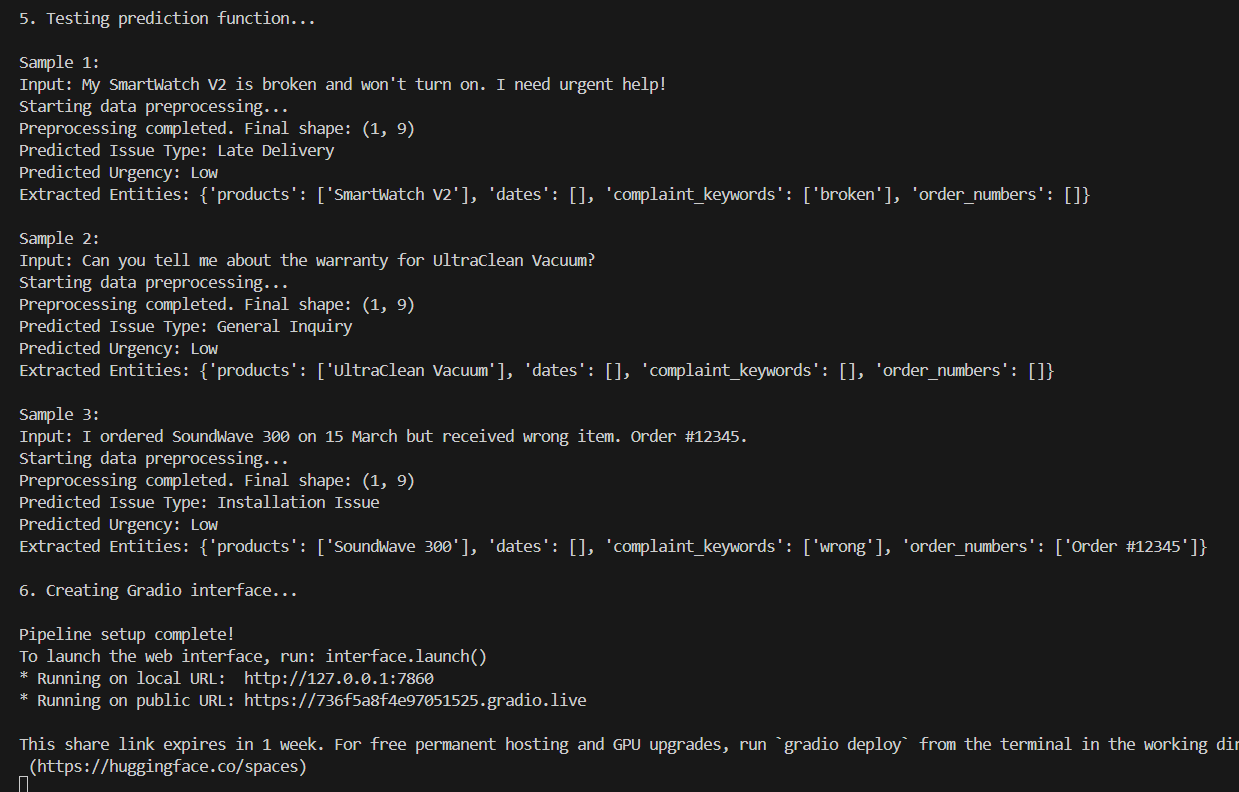 5. Testing prediction function...
Sample 1:
Input: My SmartWatch V2 is broken and won't turn on. I need urgent help!
Starting data preprocessing...
Preprocessing completed. Final shape: (1, 9)
Predicted Issue Type: Late Delivery
Predicted Urgency: Low
Extracted Entities: {'products': ['SmartWatch V2'], 'dates': [], 'complaint_keywords': ['broken'], 'order_numbers': []}
Sample 2:
Input: Can you tell me about the warranty for UltraClean Vacuum?
Starting data preprocessing...
Preprocessing completed. Final shape: (1, 9)
Predicted Issue Type: General Inquiry
Predicted Urgency: Low
Extracted Entities: {'products': ['UltraClean Vacuum'], 'dates': [], 'complaint_keywords': [], 'order_numbers': []}
Sample 3:
Input: I ordered SoundWave 300 on 15 March but received wrong item. Order #12345.
Starting data preprocessing...
Preprocessing completed. Final shape: (1, 9)
Predicted Issue Type: Installation Issue
Predicted Urgency: Low
Extracted Entities: {'products': ['SoundWave 300'], 'dates': [], 'complaint_keywords': ['wrong'], 'order_numbers': ['Order #12345']}
6. Creating Gradio interface...
Pipeline setup complete!
To launch the web interface, run: interface.launch()
* Running on local URL:  http://127.0.0.1:7860
* Running on public URL: https://736f5a8f4e97051525.gradio.live
This share link expires in 1 week. For free permanent hosting and GPU upgrades, run `gradio deploy` from the terminal in the working dir
(https://huggingface.co/spaces)